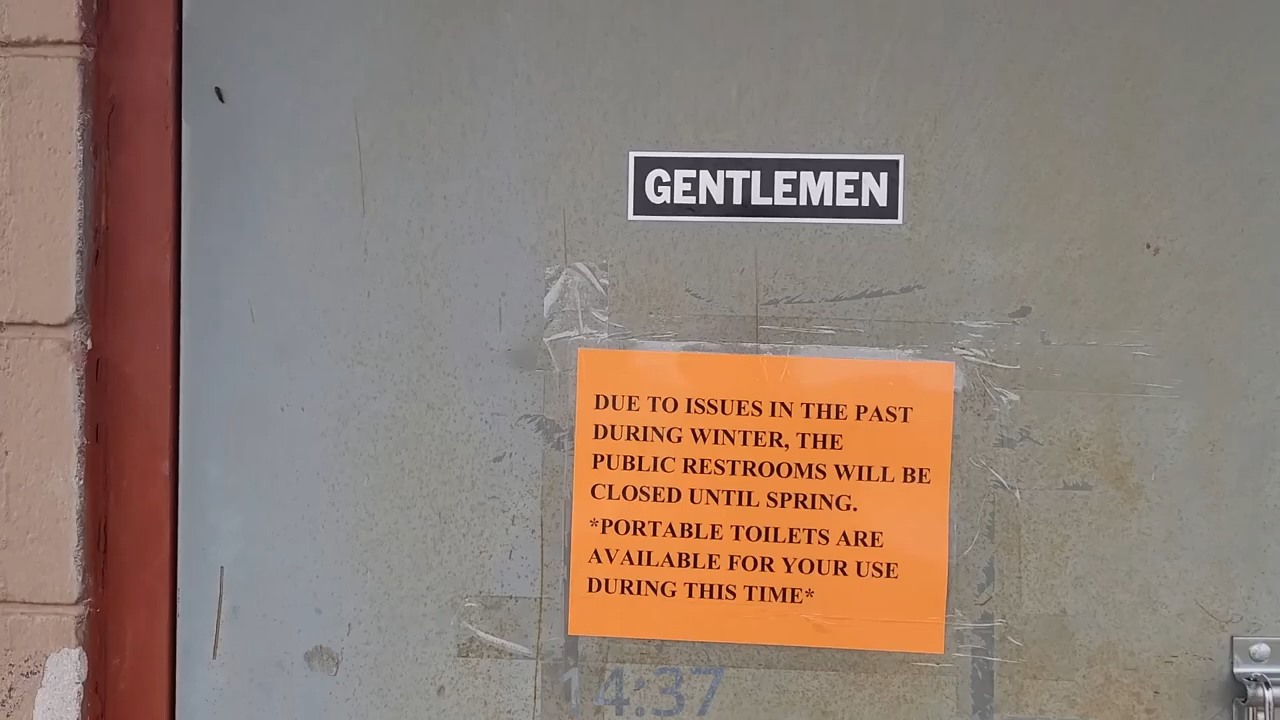 GENTLEMEN
DUE TO ISSUES IN THE PAST
DURING WINTER, THE
PUBLIC RESTROOMS WILL BE
CLOSED UNTIL SPRING.
*PORTABLE TOILETS ARE
AVAILABLE FOR YOUR USE
DURING THIS TIME*
14:37